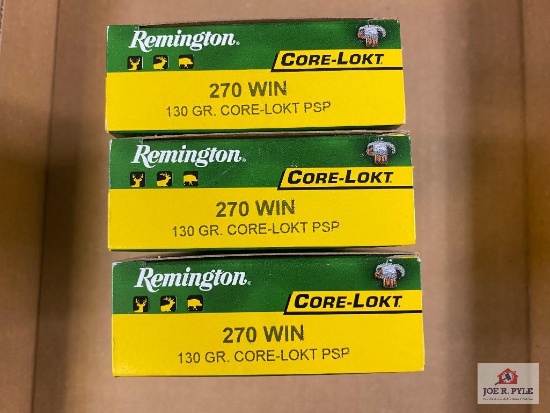 Remington.
CORE-LOKT
270 WIN
130 GR. CORE-LOKT PSP
Remington.
CORE-LOKT
270 WIN
130 GR. CORE-LOKT PSP
Remington.
CORE-LOKT
270 WIN
130 GR. CORE-LOKT PSP
JOE R. PYLE